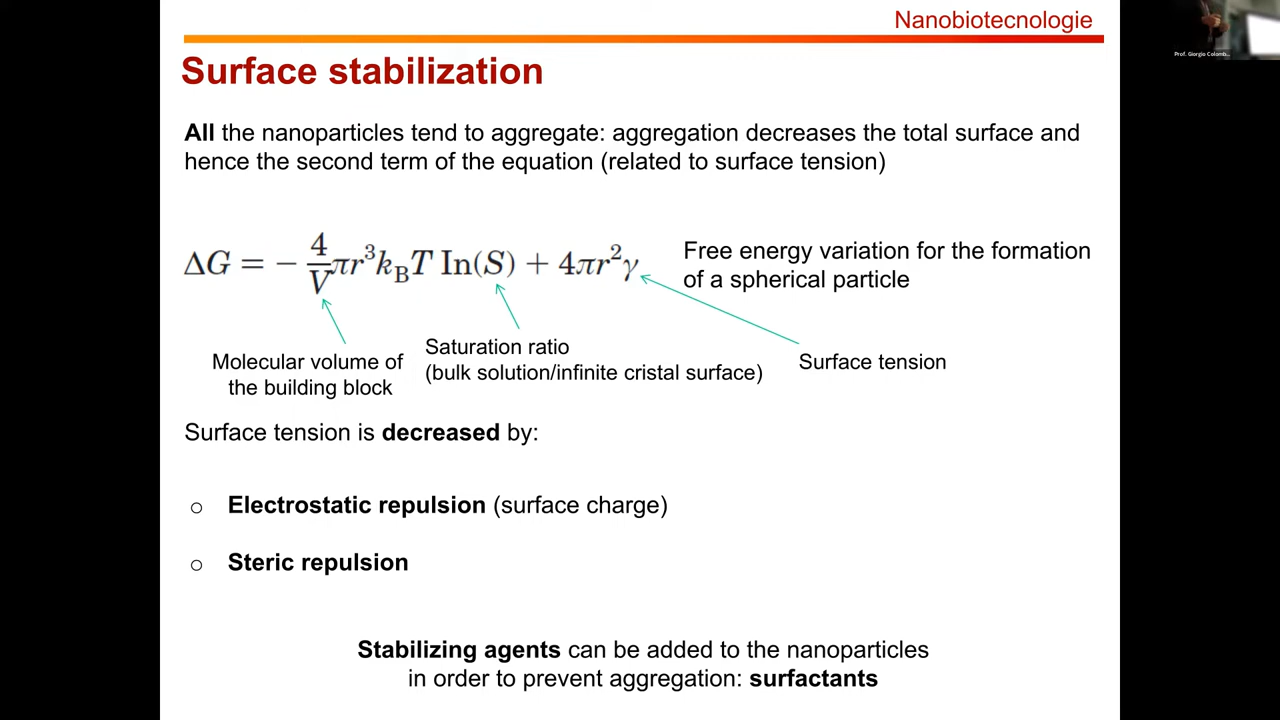 Nanobiotecnologie
Prof. Giorgio Colomb...
Surface stabilization
All the nanoparticles tend to aggregate: aggregation decreases the total surface and
hence the second term of the equation (related to surface tension)
ΔG = − 4/V πr³k_BT In(S) + 4πr²γ
Free energy variation for the formation
of a spherical particle
Molecular volume of
the building block
Saturation ratio
(bulk solution/infinite cristal surface)
Surface tension
Surface tension is decreased by:
o Electrostatic repulsion (surface charge)
o Steric repulsion
Stabilizing agents can be added to the nanoparticles
in order to prevent aggregation: surfactants